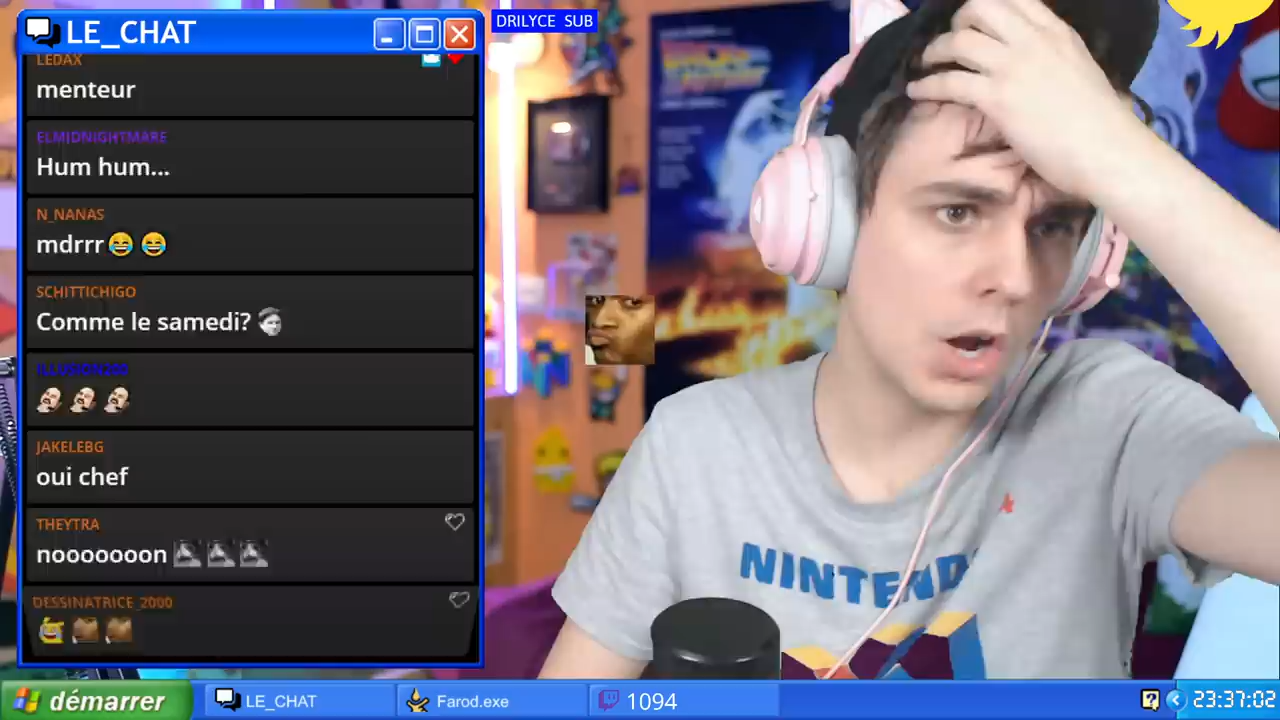 LE_CHAT
DRILYCE SUB
LEDAX
menteur
ELMIDNIGHTMARE
Hum hum...
N_NANAS
mdrrr😂 😂
SCHITTICHIGO
Comme le samedi?
JAKELEBG
oui chef
THEYTRA
nooooooon
DESSINATRICE_2000
NINTEND
démarrer
LE_CHAT
Farod.exe
1094
23:37:02